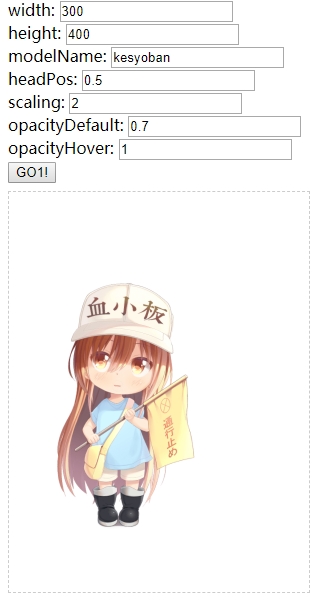 width: 300
height: 400
modelName: kesyoban
headPos: 0.5
scaling: 2
opacityDefault: 0.7
opacityHover: 1
GO1!
血小板
通行止め